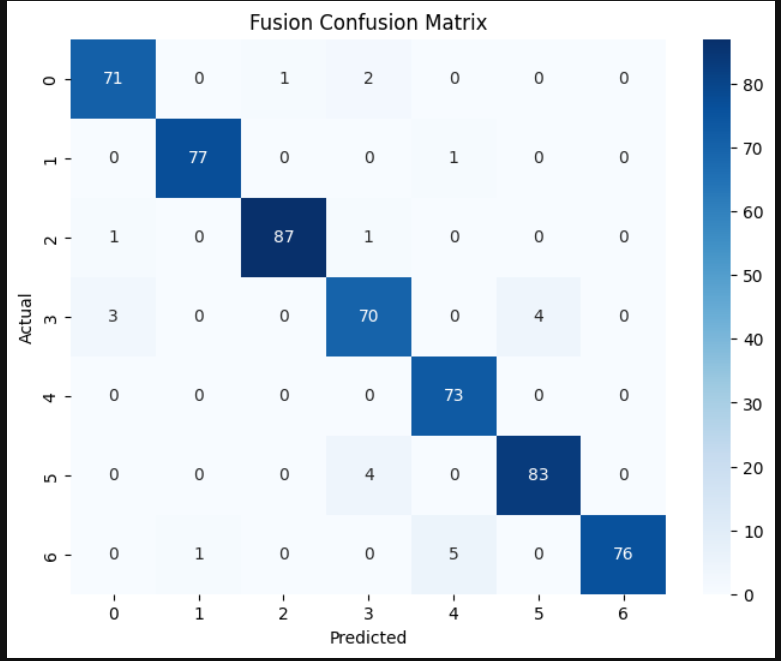 Fusion Confusion Matrix
0 71 0 1 2 0 0 0
1 0 77 0 0 1 0 0
2 1 0 87 1 0 0 0
3 3 0 0 70 0 4 0
4 0 0 0 0 73 0 0
5 0 0 0 4 0 83 0
6 0 1 0 0 5 0 76
0 1 2 3 4 5 6
Predicted
Actual
80
70
60
50
40
30
20
10
0